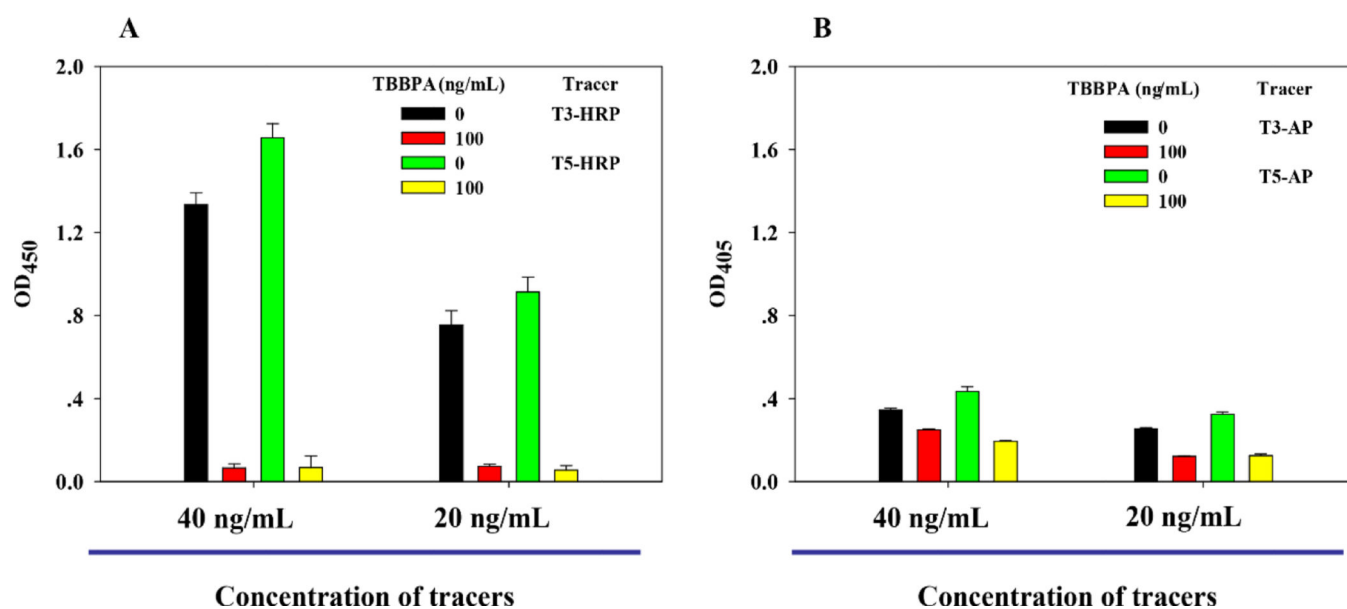 A
2.0
1.6
1.2
.8
.4
0.0
OD450
TBBPA (ng/mL) Tracer
0 T3-HRP
100
0 T5-HRP
100
40 ng/mL 20 ng/mL
Concentration of tracers
B
2.0
1.6
1.2
.8
.4
0.0
OD405
TBBPA (ng/mL) Tracer
0 T3-AP
100
0 T5-AP
100
40 ng/mL 20 ng/mL
Concentration of tracers